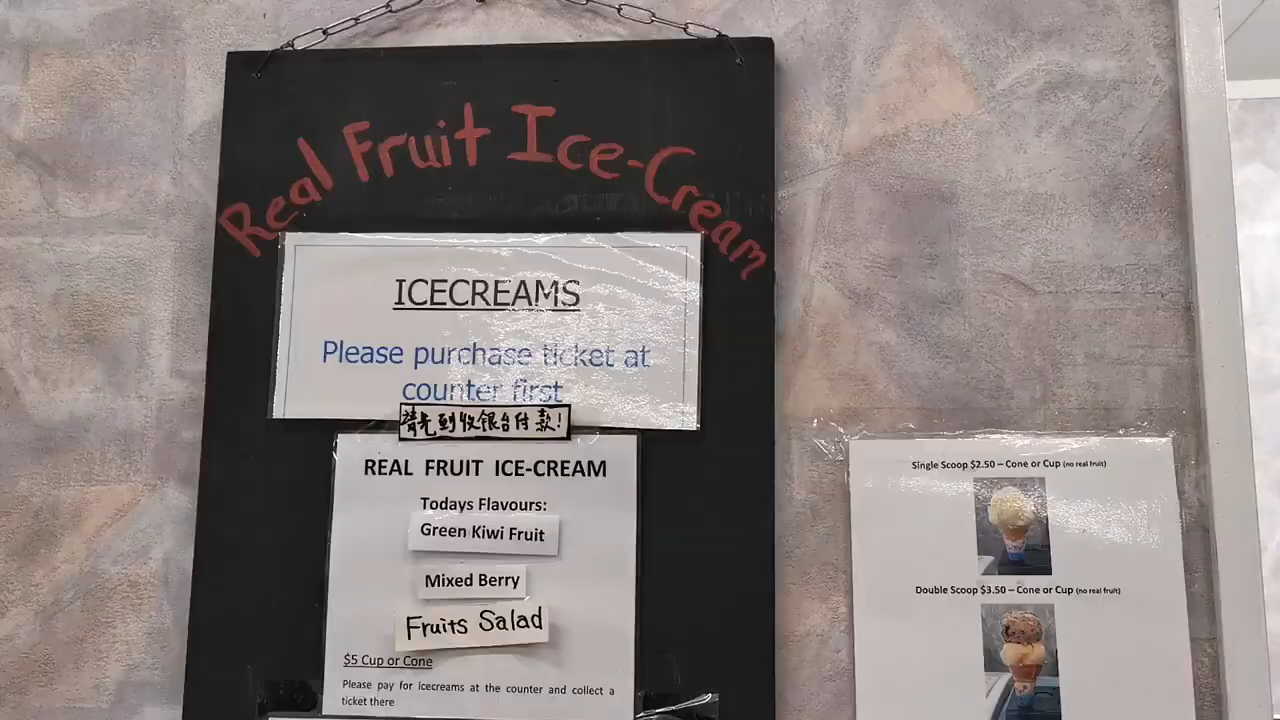 Real Fruit Ice-Cream
ICECREAMS
Please purchase ticket at
counter first
請先到收银台付款!
REAL FRUIT ICE-CREAM
Todays Flavours:
Green Kiwi Fruit
Mixed Berry
Fruits Salad
$5 Cup or Cone
Please pay for icecreams at the counter and collect a
ticket there
Single Scoop $2.50 – Cone or Cup (no real fruit)
Double Scoop $3.50 – Cone or Cup (no real fruit)